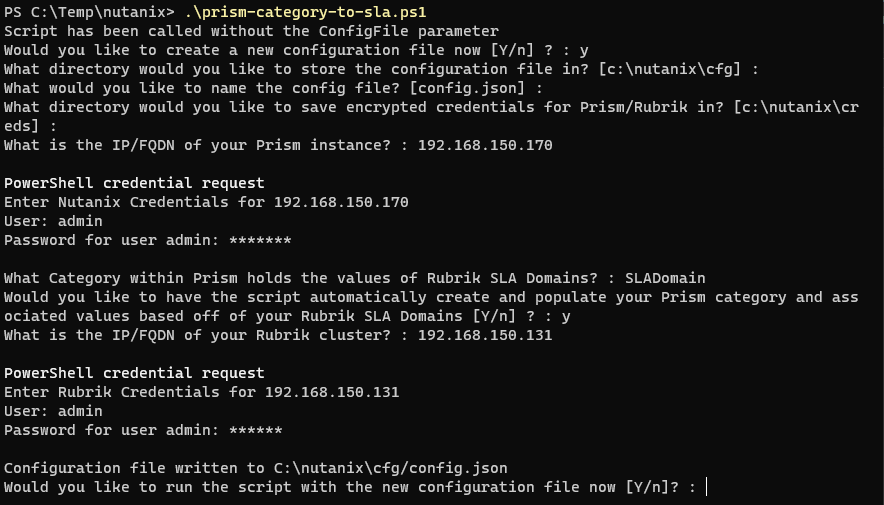 PS C:\Temp\nutanix> .\prism-category-to-sla.ps1
Script has been called without the ConfigFile parameter
Would you like to create a new configuration file now [Y/n] ? : y
What directory would you like to store the configuration file in? [c:\nutanix\cfg] :
What would you like to name the config file? [config.json] :
What directory would you like to save encrypted credentials for Prism/Rubrik in? [c:\nutanix\cr
eds] :
What is the IP/FQDN of your Prism instance? : 192.168.150.170
PowerShell credential request
Enter Nutanix Credentials for 192.168.150.170
User: admin
Password for user admin: *******
What Category within Prism holds the values of Rubrik SLA Domains? : SLADomain
Would you like to have the script automatically create and populate your Prism category and ass
ociated values based off of your Rubrik SLA Domains [Y/n] ? : y
What is the IP/FQDN of your Rubrik cluster? : 192.168.150.131
PowerShell credential request
Enter Rubrik Credentials for 192.168.150.131
User: admin
Password for user admin: ******
Configuration file written to C:\nutanix\cfg/config.json
Would you like to run the script with the new configuration file now [Y/n]? :